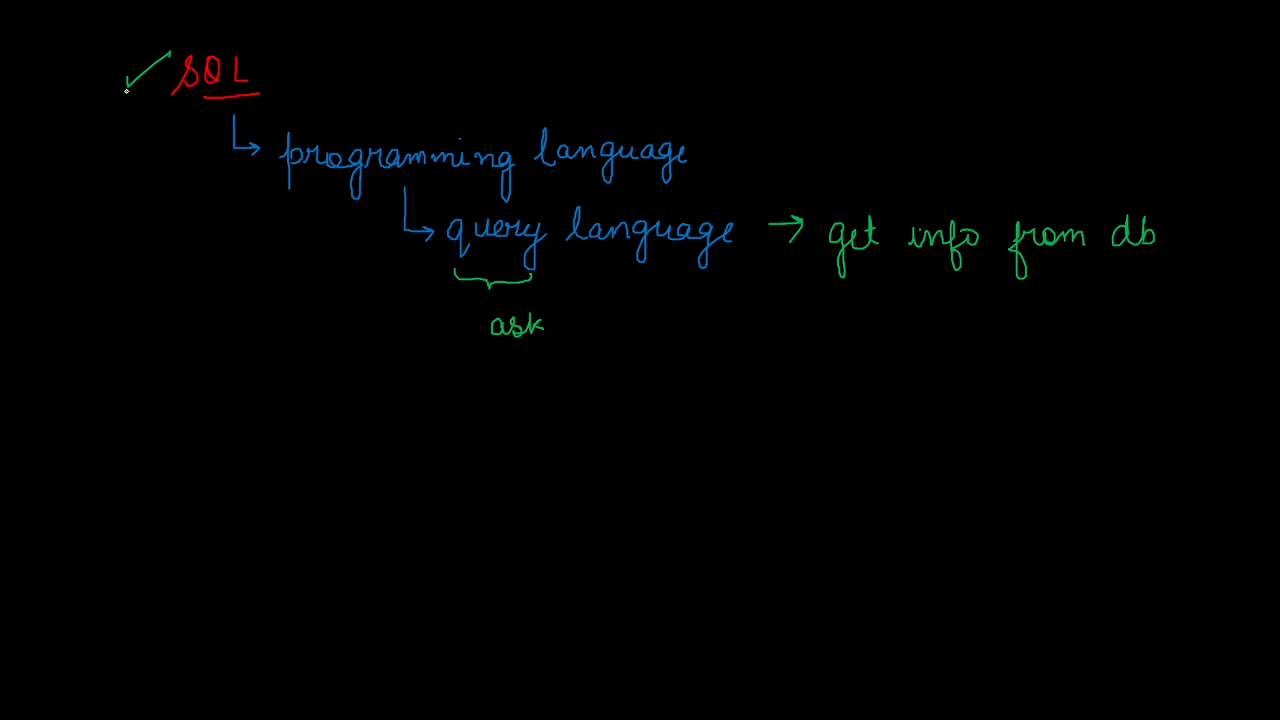 SQL
programming language
query language → get info from db
ask